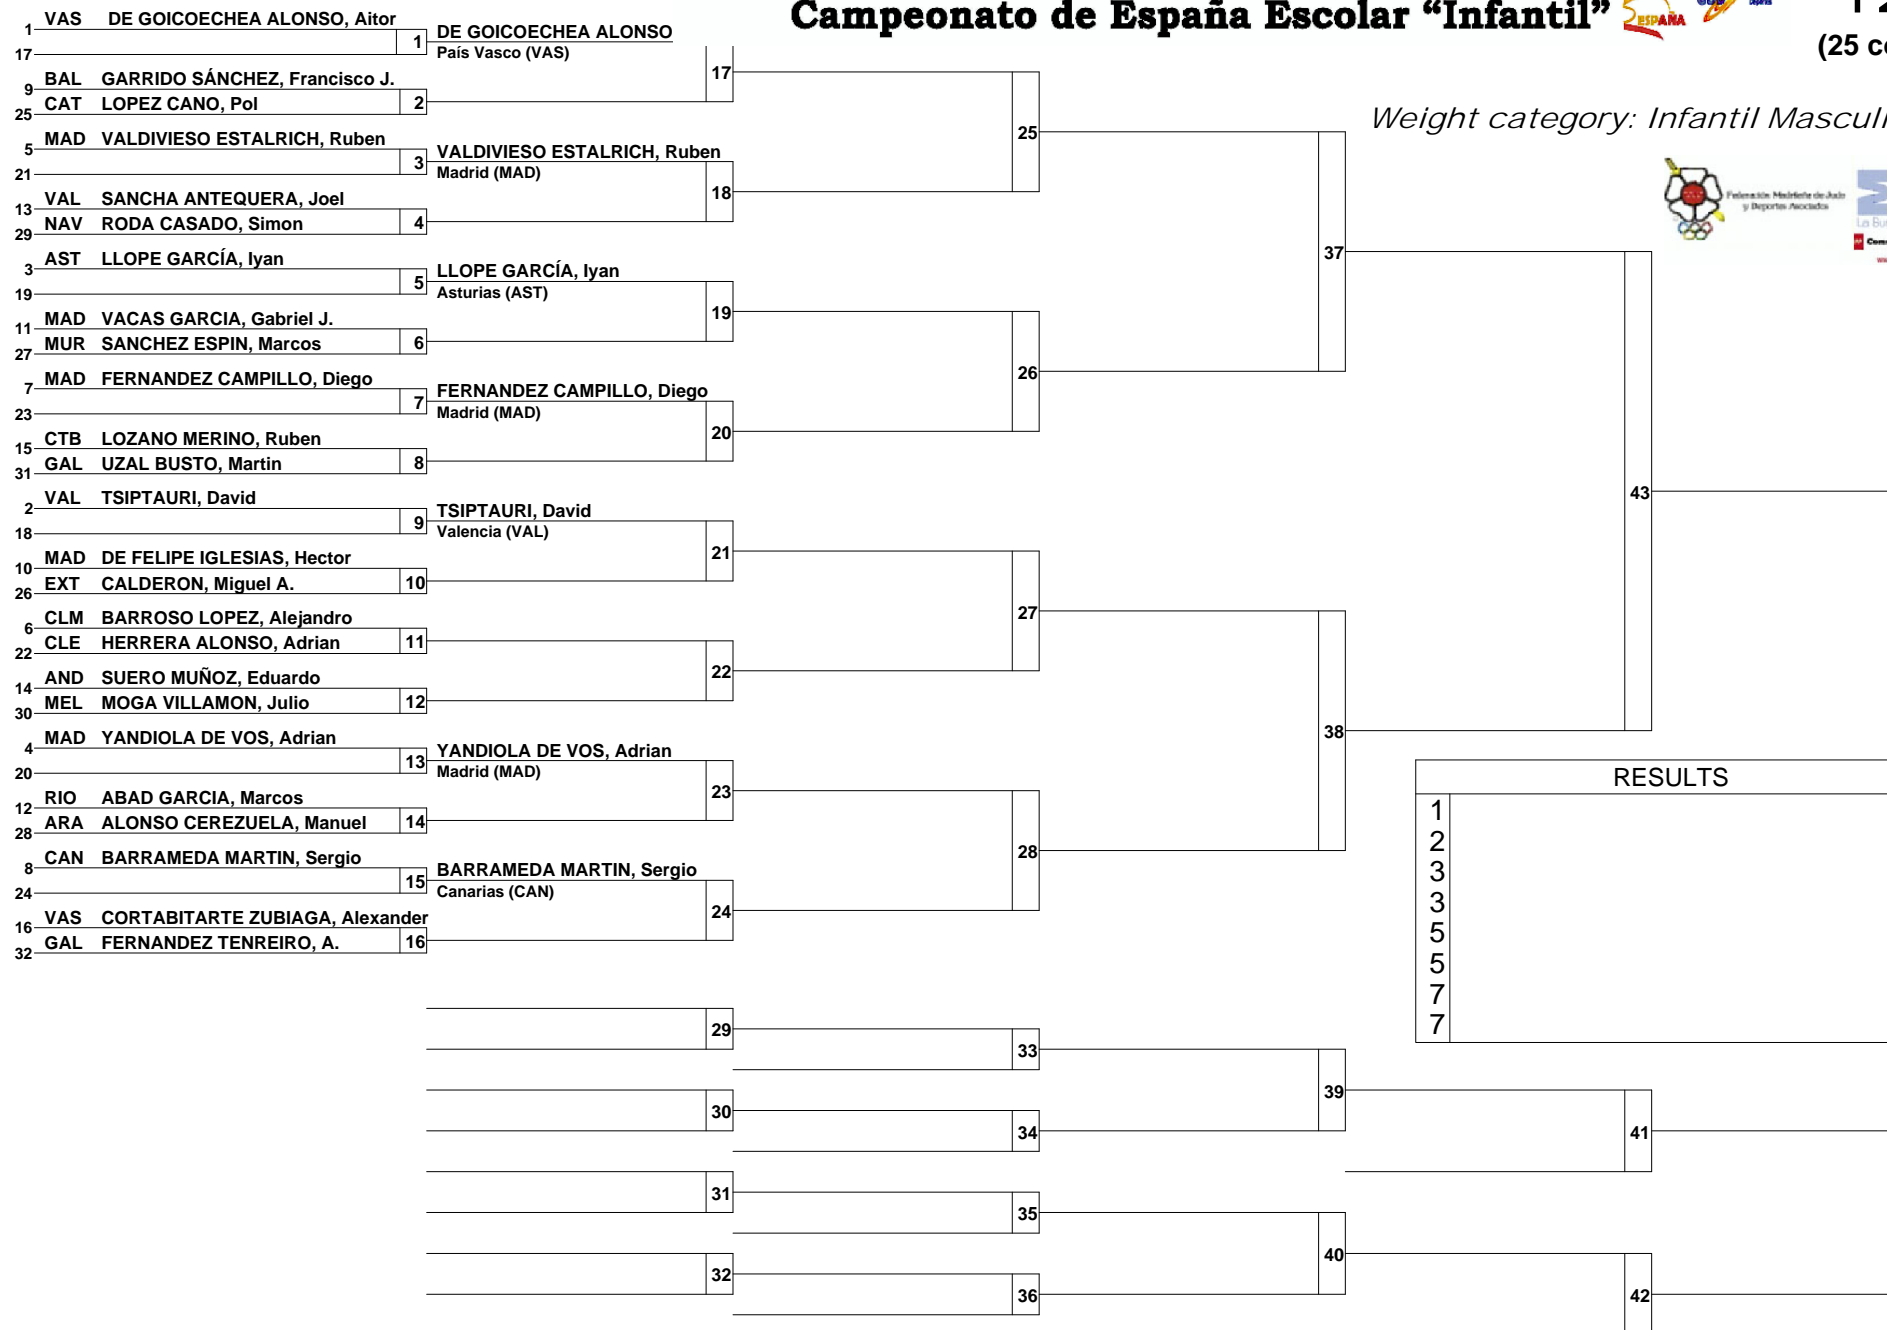 Campeonato de España Escolar “Infantil”
ESPAÑA
(25 c
Weight category: Infantil Mascul
Federación Madrileña de Judo
y Deportes Asociados
1 VAS DE GOICOECHEA ALONSO, Aitor
17
1 DE GOICOECHEA ALONSO
País Vasco (VAS)
9 BAL GARRIDO SÁNCHEZ, Francisco J.
25 CAT LOPEZ CANO, Pol
2
5 MAD VALDIVIESO ESTALRICH, Ruben
21
3 VALDIVIESO ESTALRICH, Ruben
Madrid (MAD)
13 VAL SANCHA ANTEQUERA, Joel
29 NAV RODA CASADO, Simon
4
3 AST LLOPE GARCÍA, Iyan
19
5 LLOPE GARCÍA, Iyan
Asturias (AST)
11 MAD VACAS GARCIA, Gabriel J.
27 MUR SANCHEZ ESPIN, Marcos
6
7 MAD FERNANDEZ CAMPILLO, Diego
23
7 FERNANDEZ CAMPILLO, Diego
Madrid (MAD)
15 CTB LOZANO MERINO, Ruben
31 GAL UZAL BUSTO, Martin
8
2 VAL TSIPTAURI, David
18
9 TSIPTAURI, David
Valencia (VAL)
10 MAD DE FELIPE IGLESIAS, Hector
26 EXT CALDERON, Miguel A.
10
6 CLM BARROSO LOPEZ, Alejandro
22 CLE HERRERA ALONSO, Adrian
11
14 AND SUERO MUÑOZ, Eduardo
30 MEL MOGA VILLAMON, Julio
12
4 MAD YANDIOLA DE VOS, Adrian
20
13 YANDIOLA DE VOS, Adrian
Madrid (MAD)
12 RIO ABAD GARCIA, Marcos
28 ARA ALONSO CEREZUELA, Manuel
14
8 CAN BARRAMEDA MARTIN, Sergio
24
15 BARRAMEDA MARTIN, Sergio
Canarias (CAN)
16 VAS CORTABITARTE ZUBIAGA, Alexander
32 GAL FERNANDEZ TENREIRO, A.
16
17
18
19
20
21
22
23
24
25
26
27
28
37
38
43
RESULTS
1
2
3
3
5
5
7
7
29
30
31
32
33
34
35
36
39
40
41
42